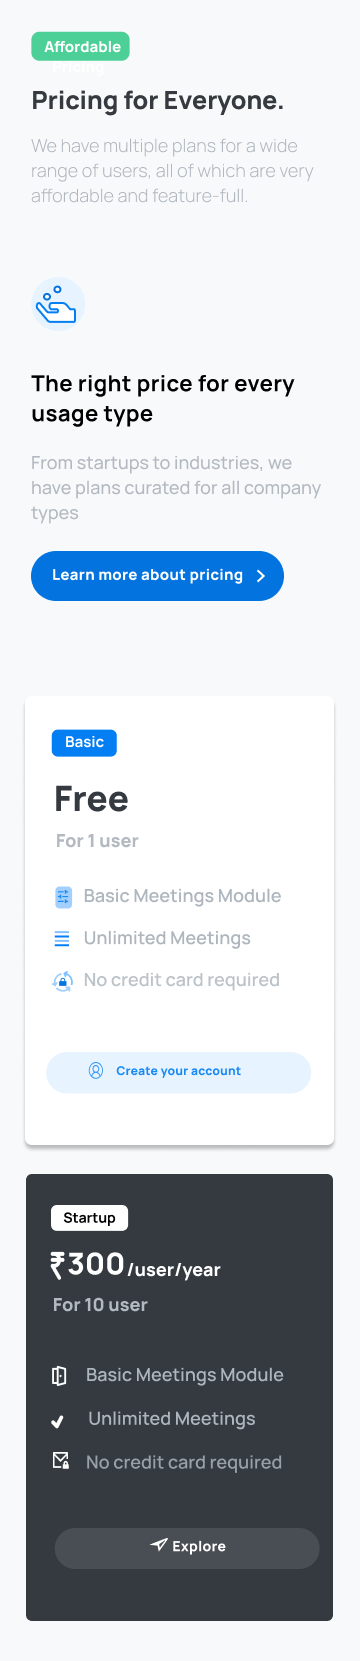 Affordable
Pricing
Pricing for Everyone.
We have multiple plans for a wide
range of users, all of which are very
affordable and feature-full.
The right price for every
usage type
From startups to industries, we
have plans curated for all company
types
Learn more about pricing
Basic
Free
For 1 user
Basic Meetings Module
Unlimited Meetings
No credit card required
Create your account
Startup
₹300/user/year
For 10 user
Basic Meetings Module
Unlimited Meetings
No credit card required
Explore